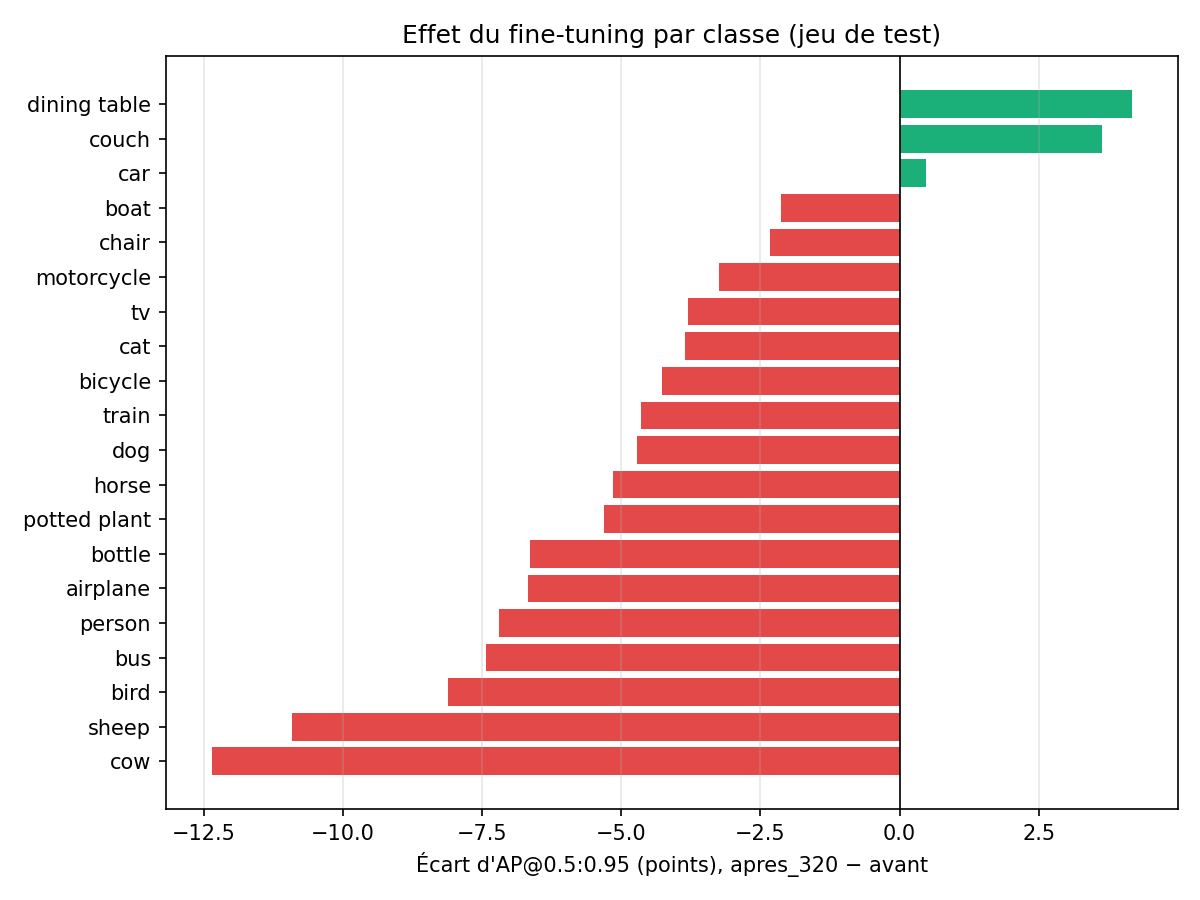 Effet du fine-tuning par classe (jeu de test)
dining table
couch
car
boat
chair
motorcycle
tv
cat
bicycle
train
dog
horse
potted plant
bottle
airplane
person
bus
bird
sheep
cow
−12.5 −10.0 −7.5 −5.0 −2.5 0.0 2.5
Écart d'AP@0.5:0.95 (points), apres_320 − avant